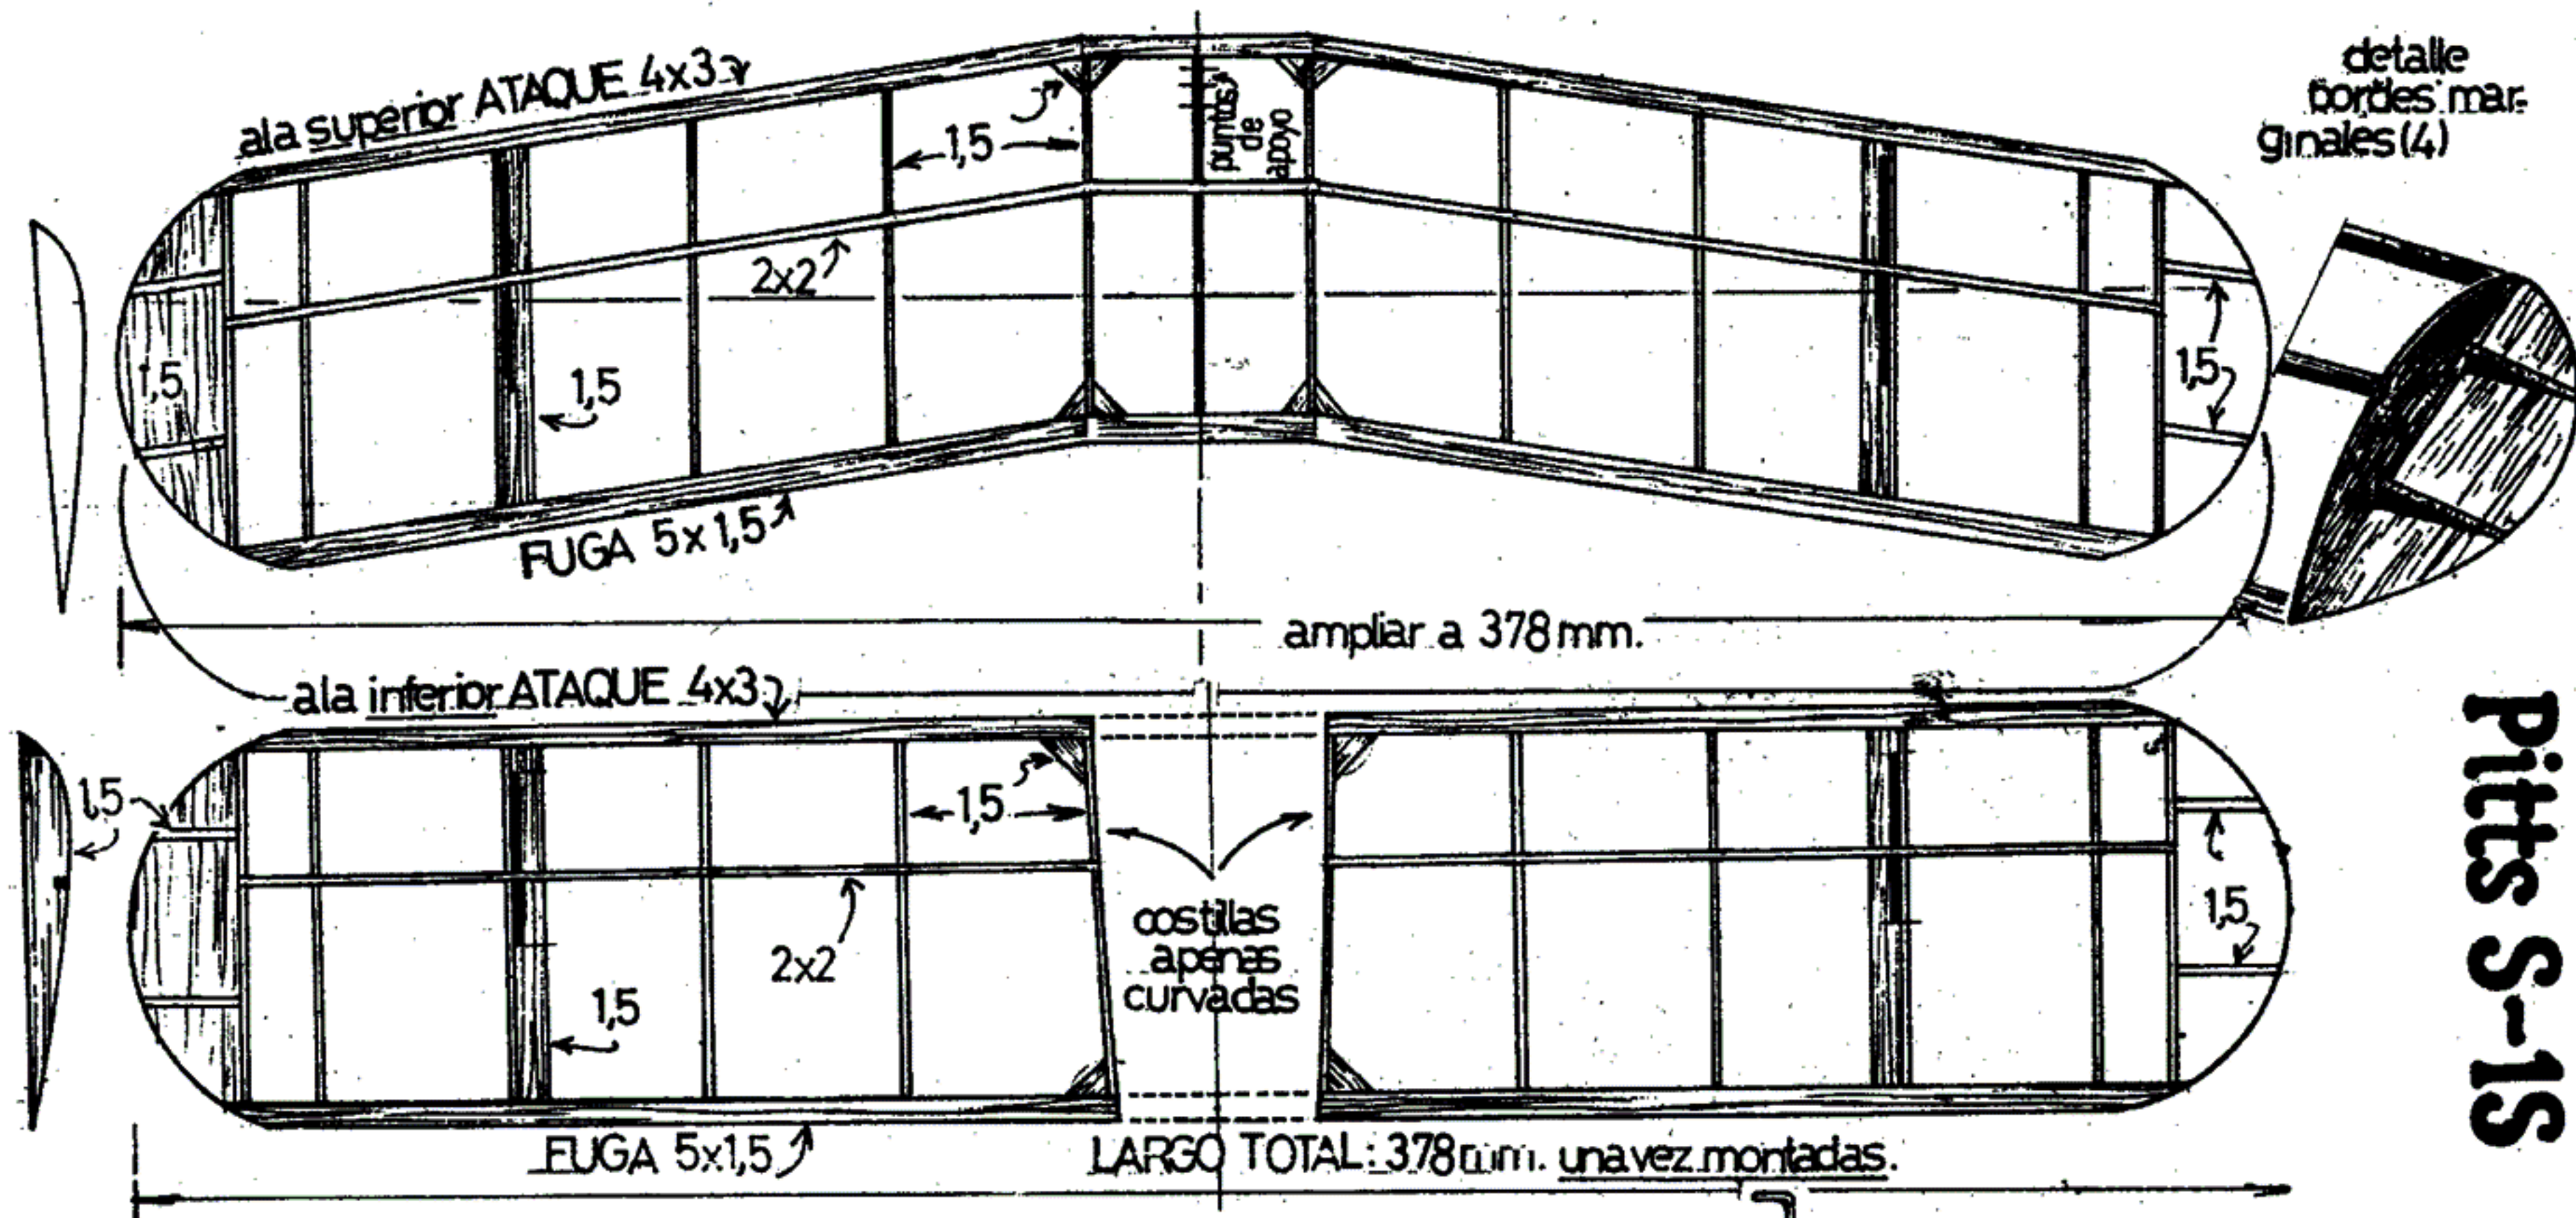 ala superior ATAQUE 4x3
detalle
bordes mar-
ginales (4)
puntos
de
apoyo
1,5
2x2
1,5
1,5
1,5
FUGA 5x1,5
ampliar a 378 mm.
ala inferior ATAQUE 4x3
1,5
1,5
1,5
2x2
costillas
apenas
curvadas
1,5
FUGA 5x1,5
LARGO TOTAL: 378 mm. una vez montadas.
Pitts S-1S